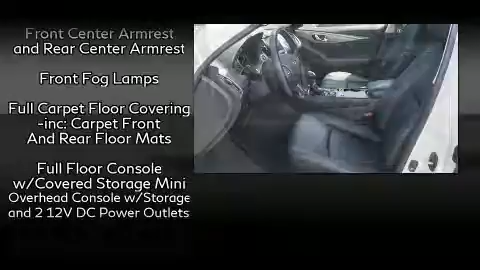 Front Center Armrest
and Rear Center Armrest
Front Fog Lamps
Full Carpet Floor Covering
-inc: Carpet Front
And Rear Floor Mats
Full Floor Console
w/Covered Storage Mini
Overhead Console w/Storage
and 2 12V DC Power Outlets